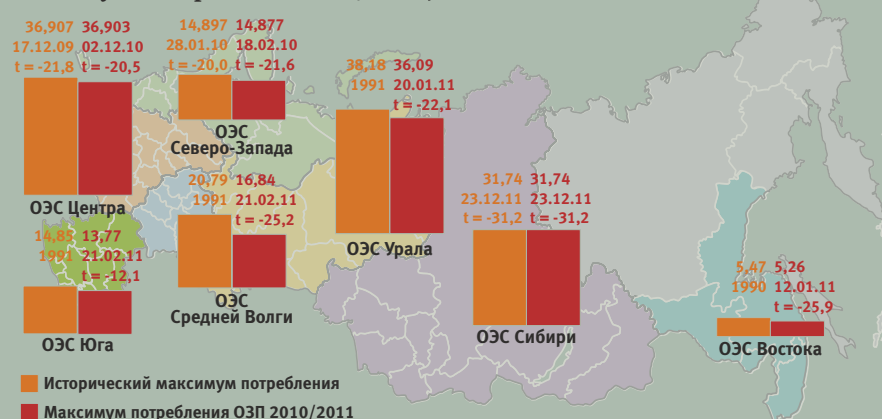 36,907 36,903
17.12.09 02.12.10
t = -21,8 t = -20,5
14,897 14,877
28.01.10 18.02.10
t = -20,0 t = -21,6
38,18 36,09
1991 20.01.11
t = -22,1
ОЭС
Северо-Запада
ОЭС Центра
20,79 16,84
1991 21.02.11
t = -25,2
31,74 31,74
23.12.11 23.12.11
t = -31,2 t = -31,2
14,85 13,77
1991 21.02.11
t = -12,1
ОЭС Урала
5,47 5,26
1990 12.01.11
t = -25,9
ОЭС
Средней Волги
ОЭС Юга
ОЭС Сибири
ОЭС Востока
Исторический максимум потребления
Максимум потребления ОЗП 2010/2011